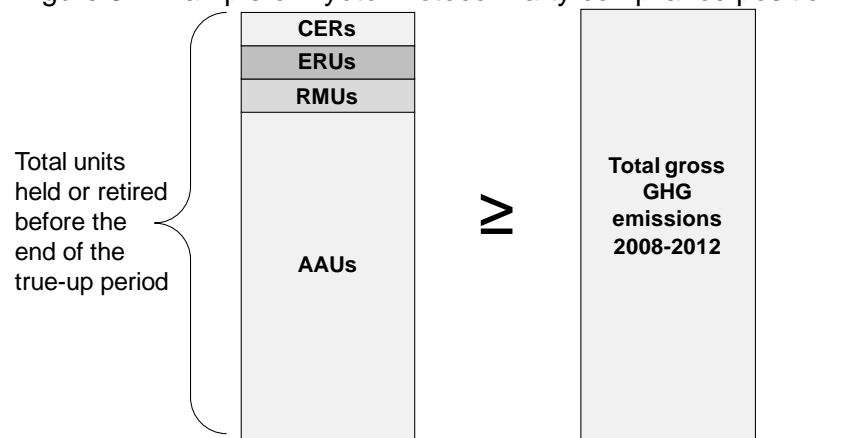 CERs
ERUs
RMUs
AAUs
Total units
held or retired
before the
end of the
true-up period
≥
Total gross
GHG
emissions
2008-2012